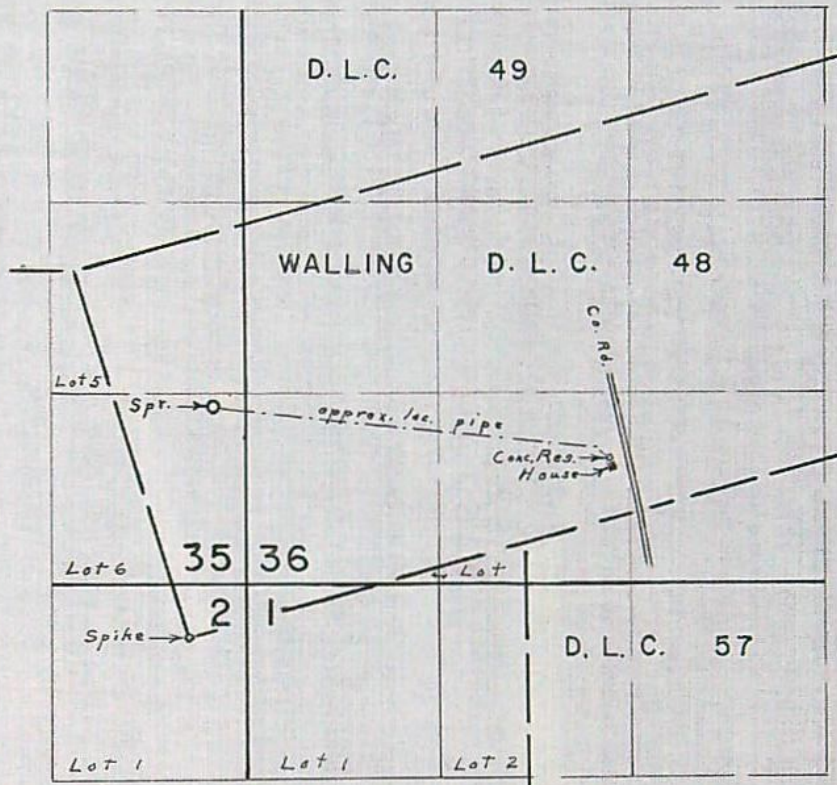 D. L. C. 49
WALLING D. L. C. 48
Co. Rd.
Lot 5
Spr.
approx. loc. pipe
Conc. Res.
House
Lot 6
35 36
Lot
2 1
Spike
D. L. C. 57
Lot 1
Lot 1
Lot 2